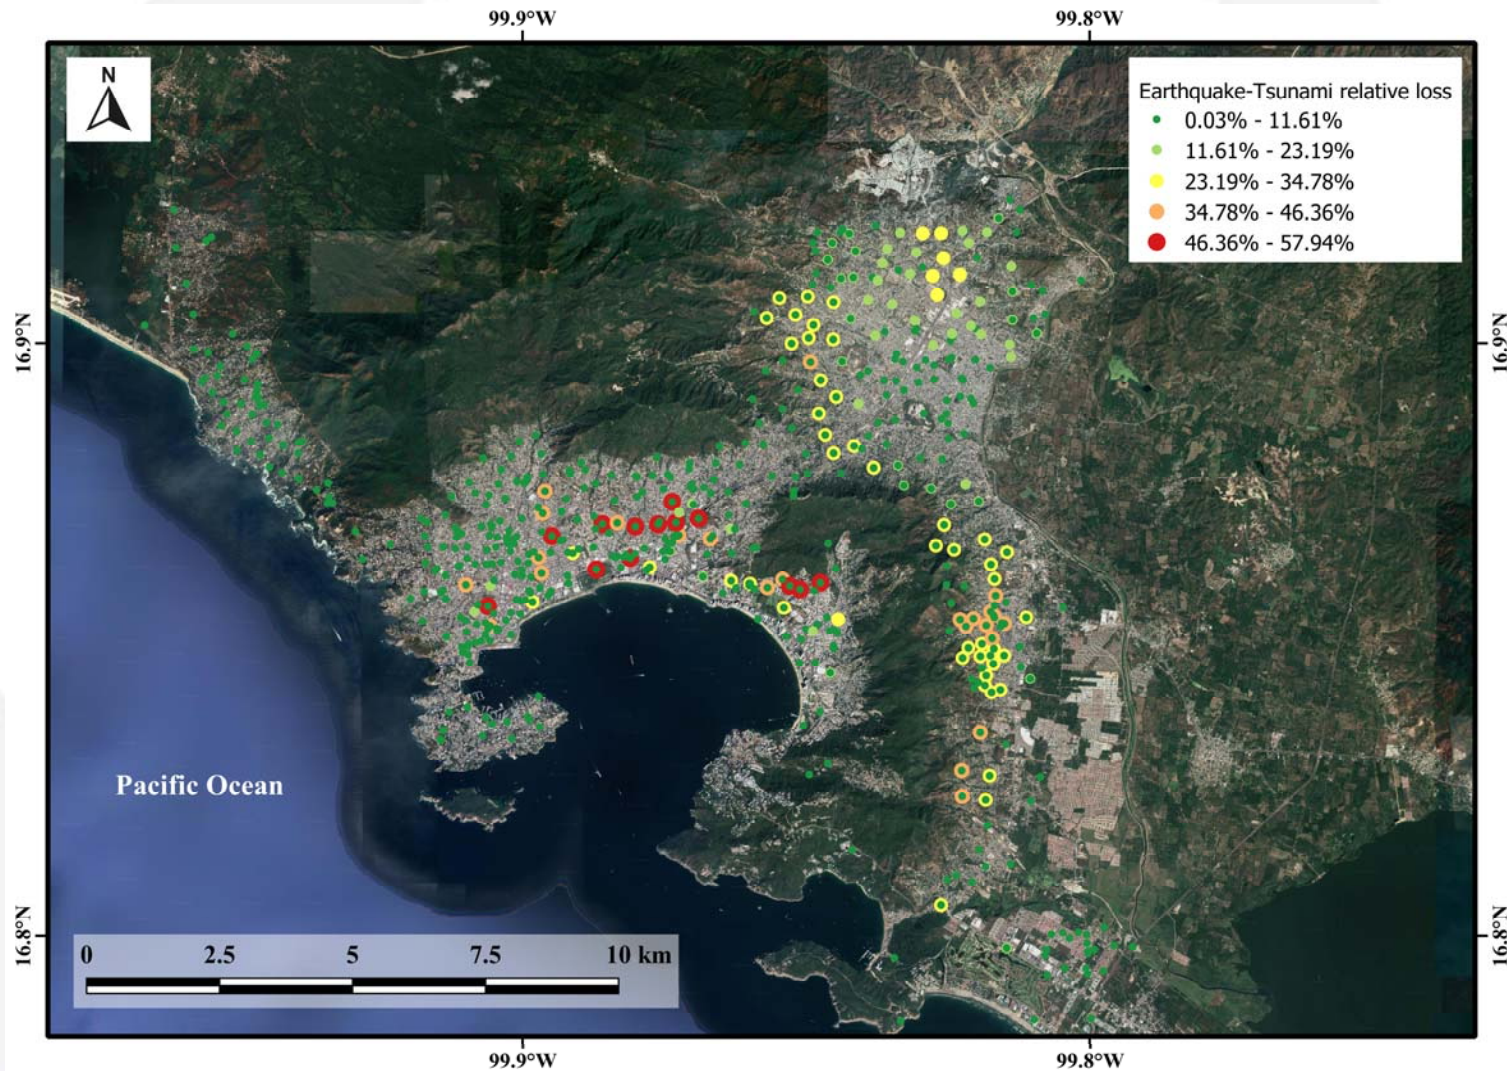 99.9°W
99.8°W
N
Earthquake-Tsunami relative loss
0.03% - 11.61%
11.61% - 23.19%
23.19% - 34.78%
34.78% - 46.36%
46.36% - 57.94%
16.9°N
16.9°N
Pacific Ocean
16.8°N
16.8°N
0
2.5
5
7.5
10 km
99.9°W
99.8°W